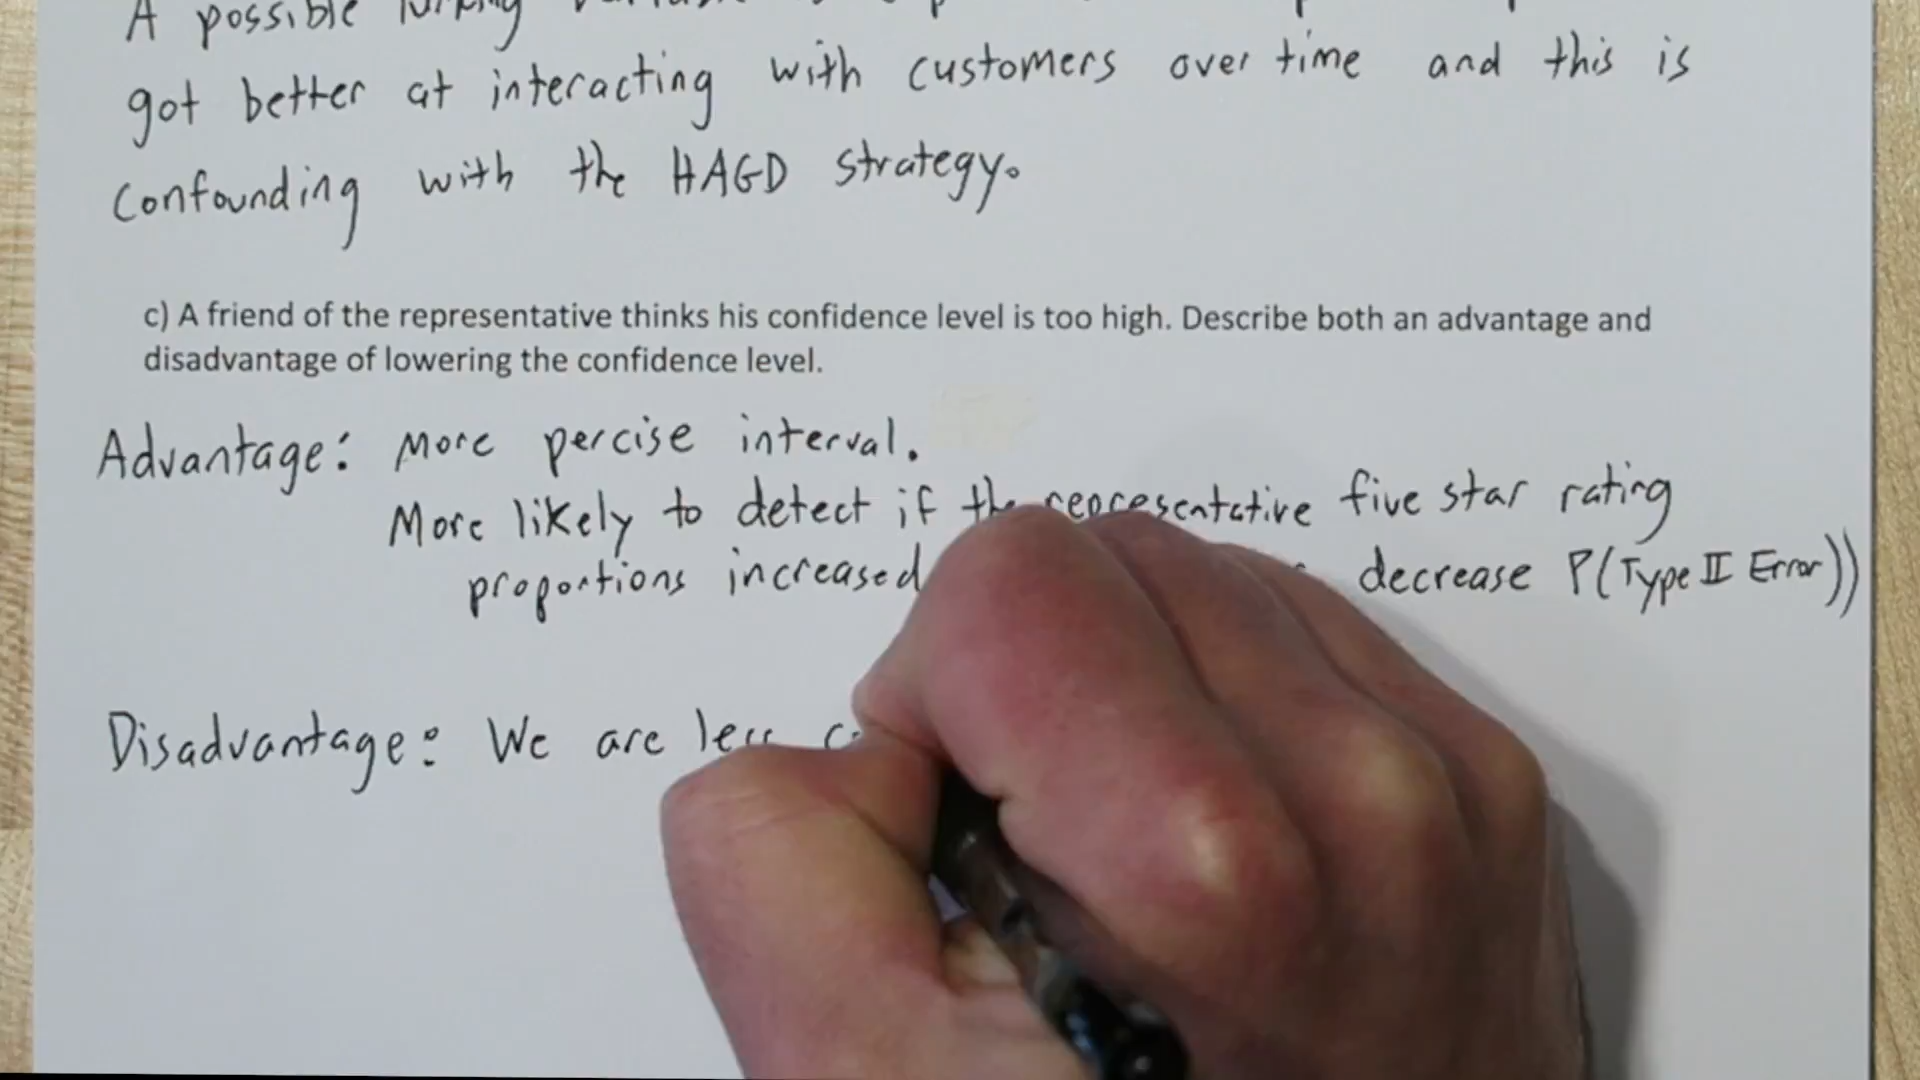 A possible lurking
got better at interacting with customers over time and this is
confounding with the HAGD strategy.
c) A friend of the representative thinks his confidence level is too high. Describe both an advantage and
disadvantage of lowering the confidence level.
Advantage: More percise interval.
More likely to detect if the representative five star rating
proportions increased decrease P(Type II Error))
Disadvantage: We are less